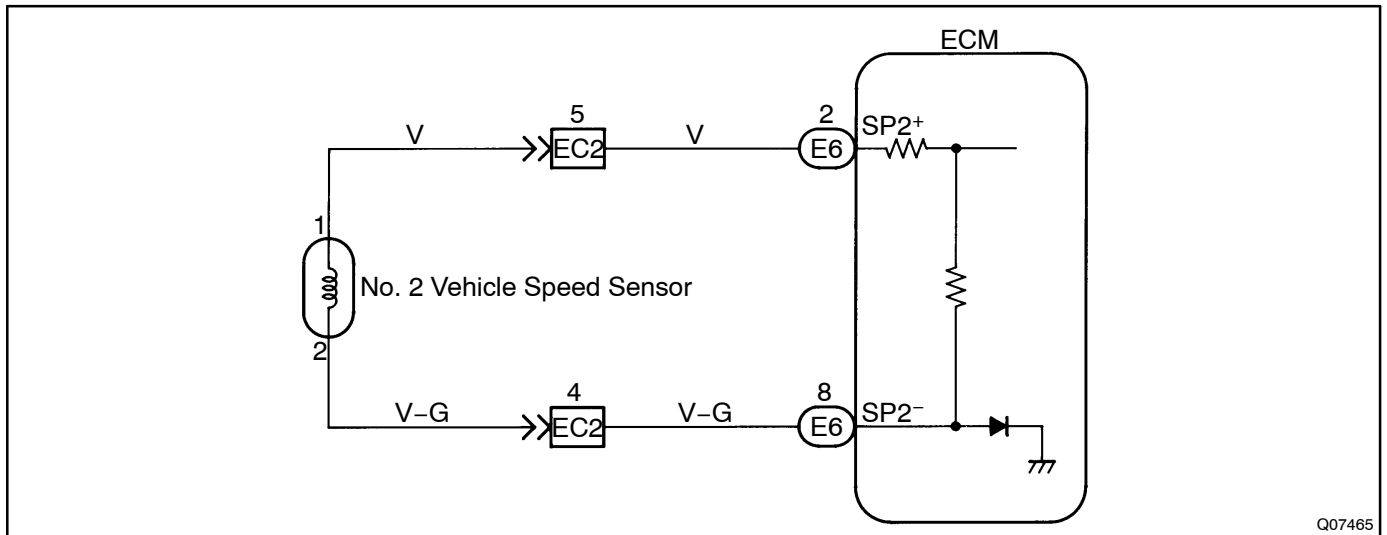 ECM
5
2
V
EC2
V
E6
SP2+
1
No. 2 Vehicle Speed Sensor
2
4
8
V–G
EC2
V–G
E6
SP2–
Q07465